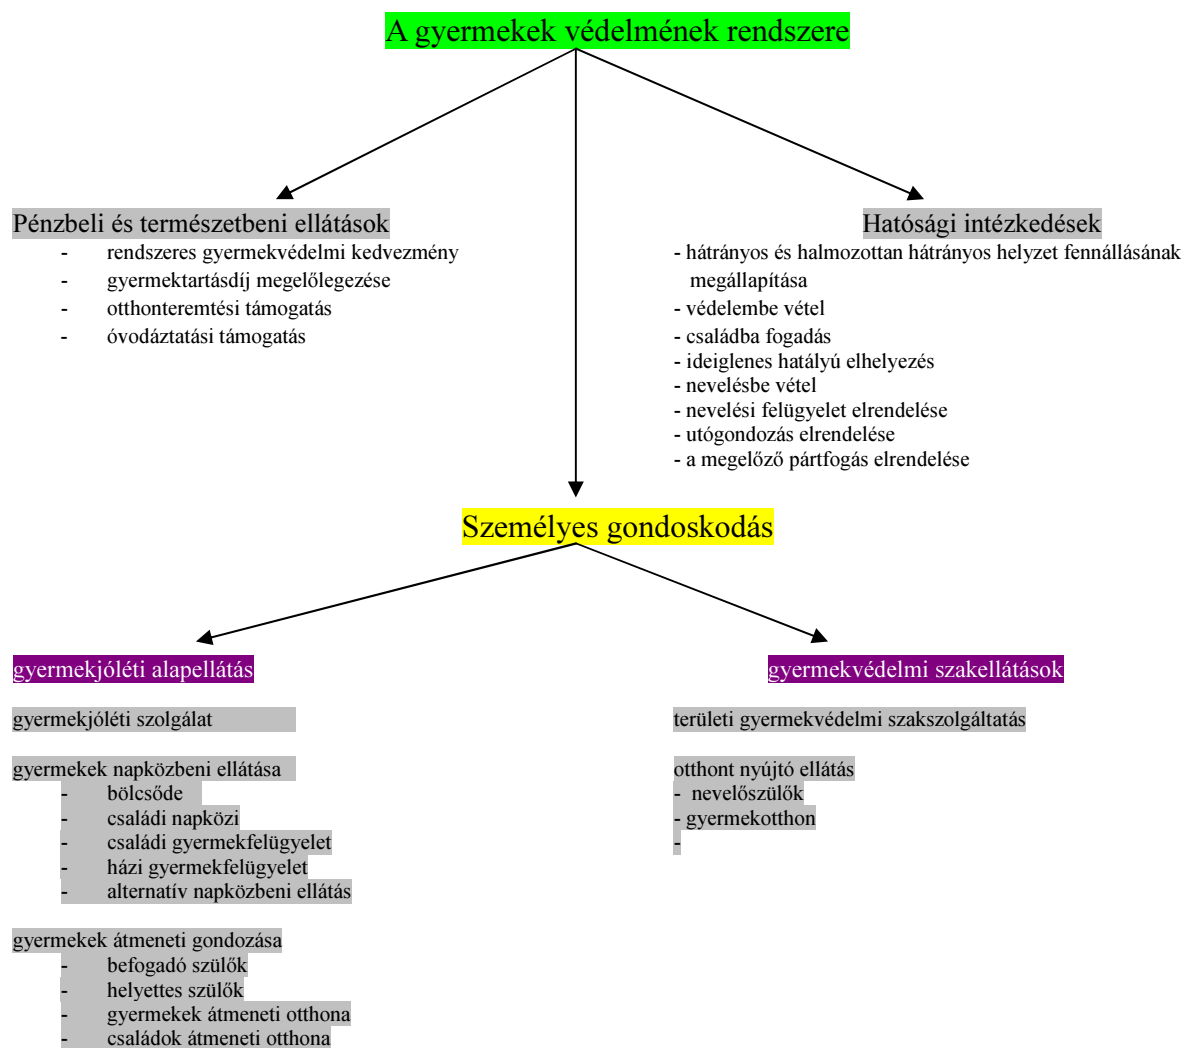 A gyermekek védelmének rendszere
Pénzbeli és természetbeni ellátások
- rendszeres gyermekvédelmi kedvezmény
- gyermektartásdíj megelőlegezése
- otthonteremtési támogatás
- óvodáztatási támogatás
Hatósági intézkedések
- hátrányos és halmozottan hátrányos helyzet fennállásának
megállapítása
- védelembe vétel
- családba fogadás
- ideiglenes hatályú elhelyezés
- nevelésbe vétel
- nevelési felügyelet elrendelése
- utógondozás elrendelése
- a megelőző pártfogás elrendelése
Személyes gondoskodás
gyermekjóléti alapellátás
gyermekjóléti szolgálat
gyermekek napközbeni ellátása
- bölcsőde
- családi napközi
- családi gyermekfelügyelet
- házi gyermekfelügyelet
- alternatív napközbeni ellátás
gyermekek átmeneti gondozása
- befogadó szülők
- helyettes szülők
- gyermekek átmeneti otthona
- családok átmeneti otthona
gyermekvédelmi szakellátások
területi gyermekvédelmi szakszolgáltatás
otthont nyújtó ellátás
- nevelőszülők
- gyermekotthon
-